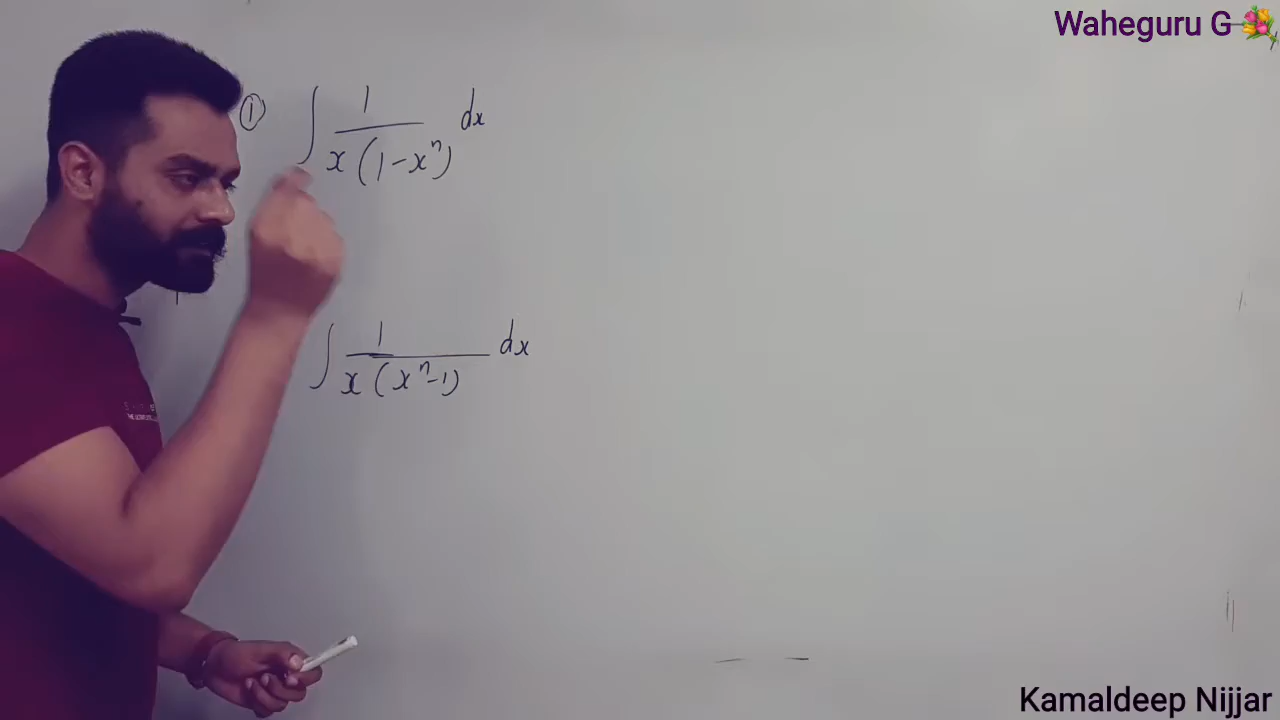 Waheguru G💐
① ∫ 1/(x(1-xⁿ)) dx
∫ 1/(x(xⁿ-1)) dx
Kamaldeep Nijjar